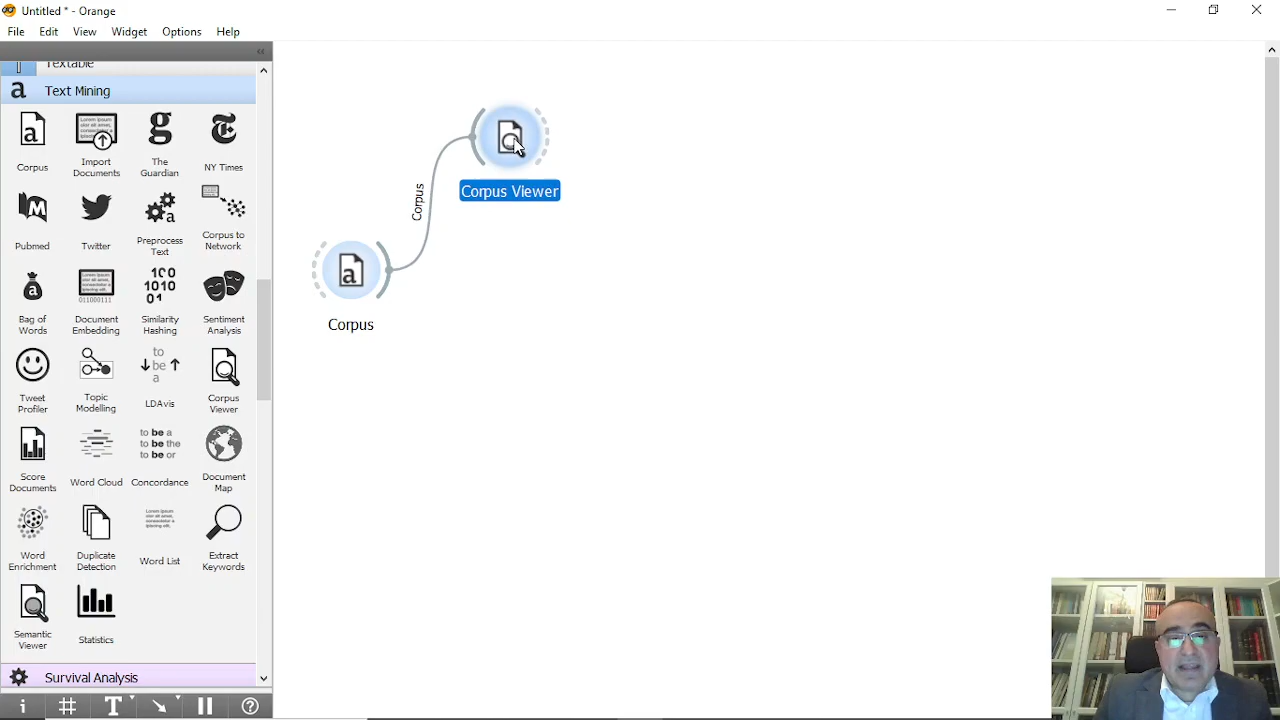 Untitled * - Orange
File Edit View Widget Options Help
Textable
a Text Mining
Corpus
Import Documents
The Guardian
NY Times
Pubmed
Twitter
Preprocess Text
Corpus to Network
Bag of Words
Document Embedding
Similarity Hashing
Sentiment Analysis
Tweet Profiler
Topic Modelling
LDAvis
Corpus Viewer
Score Documents
Word Cloud
Concordance
Document Map
Word Enrichment
Duplicate Detection
Word List
Extract Keywords
Semantic Viewer
Statistics
Survival Analysis
Corpus Viewer
Corpus
Corpus